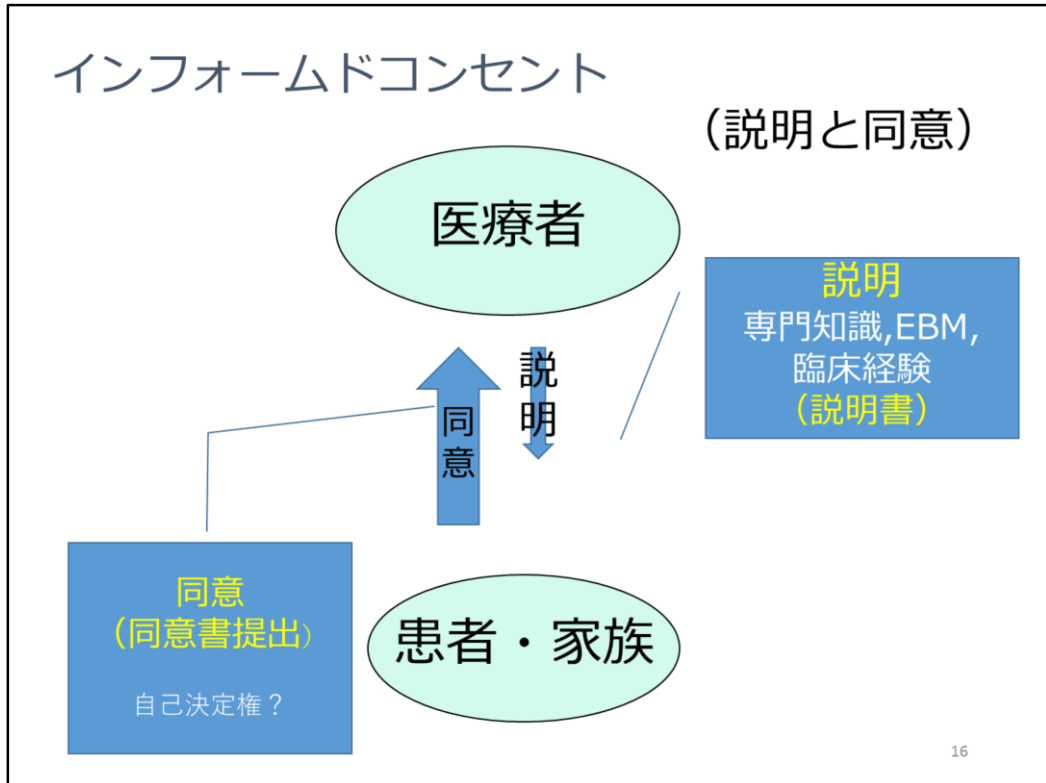 インフォームドコンセント
（説明と同意）
医療者
説明
専門知識,EBM,
臨床経験
（説明書）
説
明
同
意
同意
（同意書提出）
自己決定権？
患者・家族
16